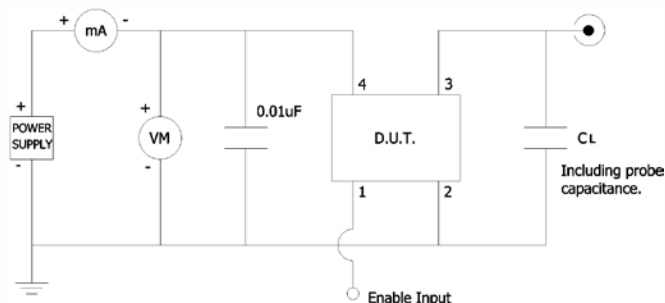 + mA -
4 3
+ + 0.01uF
POWER
SUPPLY
VM
D.U.T.
CL
- -
1 2
Including probe
capacitance.
Enable Input